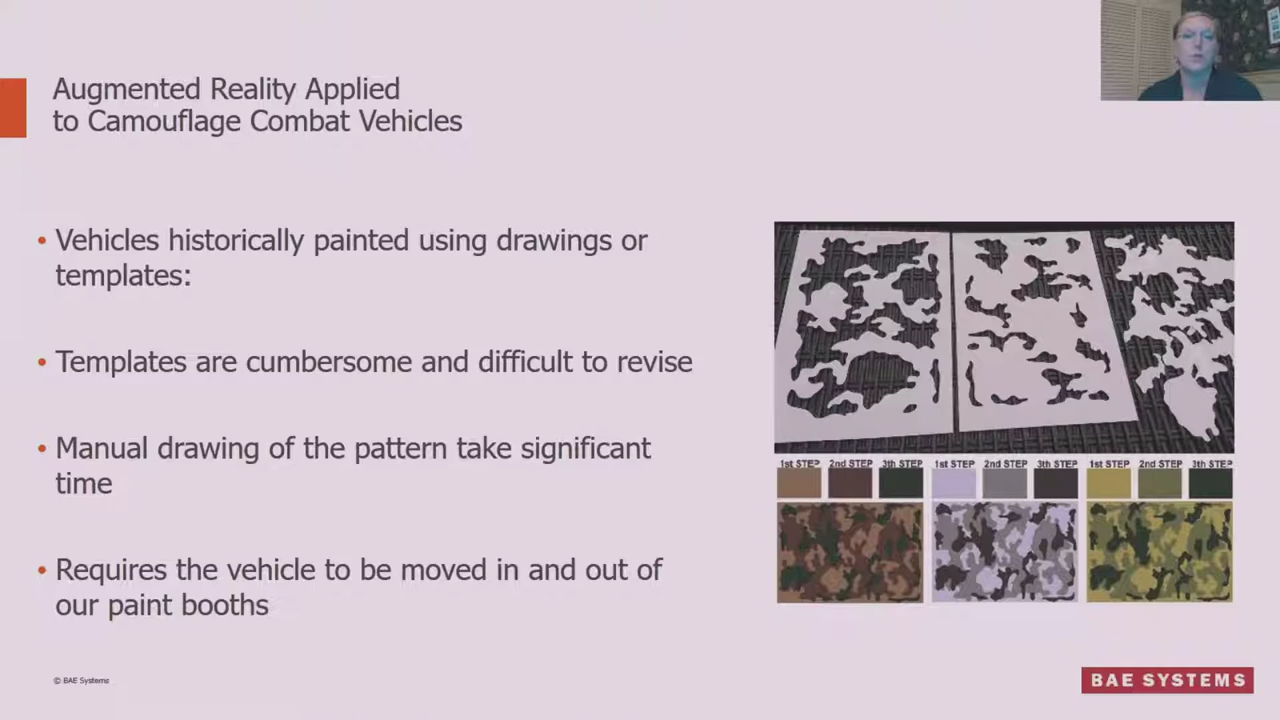 Augmented Reality Applied
to Camouflage Combat Vehicles
• Vehicles historically painted using drawings or
templates:
• Templates are cumbersome and difficult to revise
• Manual drawing of the pattern take significant
time
• Requires the vehicle to be moved in and out of
our paint booths
1st STEP 2nd STEP 3th STEP 1st STEP 2nd STEP 3th STEP 1st STEP 2nd STEP 3th STEP
© BAE Systems
BAE SYSTEMS